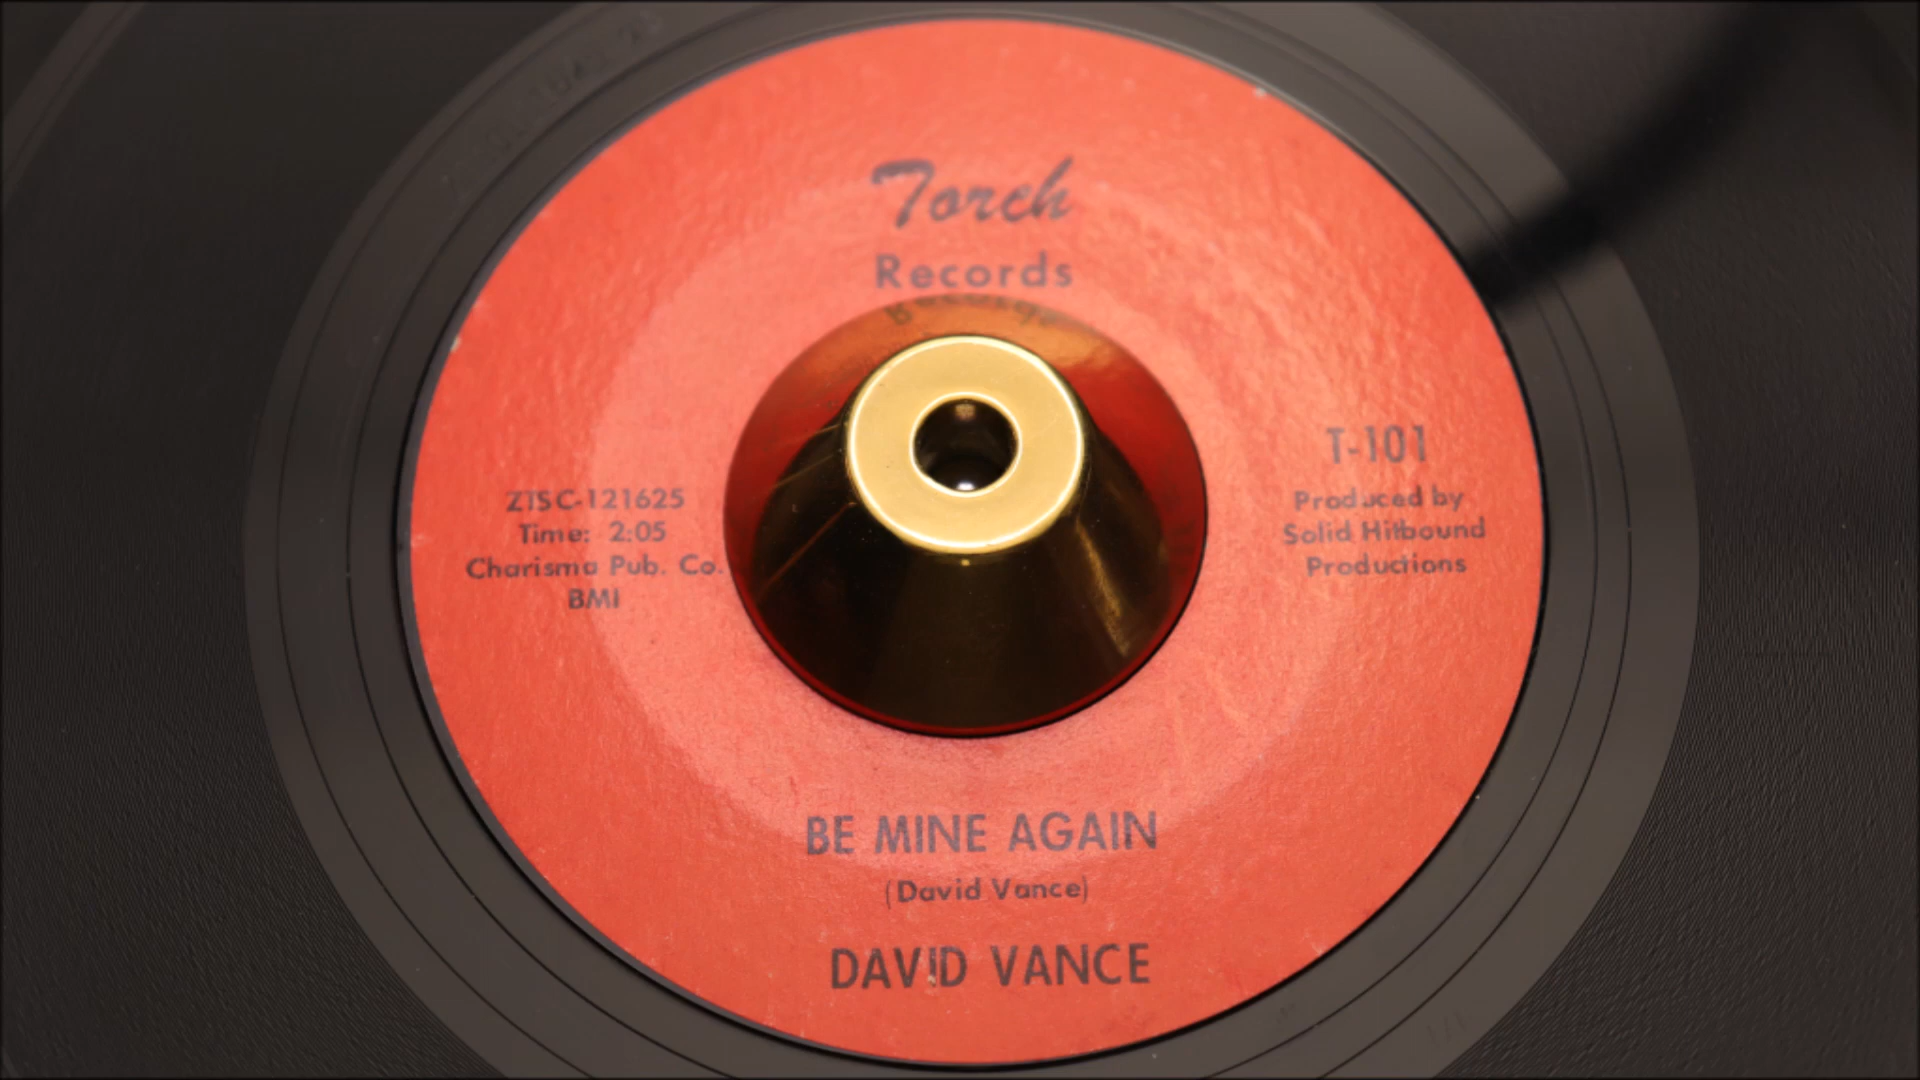 Torch
Records
T-101
Produced by
Solid Hitbound
Productions
ZTSC-121625
Time: 2:05
Charisma Pub. Co.
BMI
BE MINE AGAIN
(David Vance)
DAVID VANCE